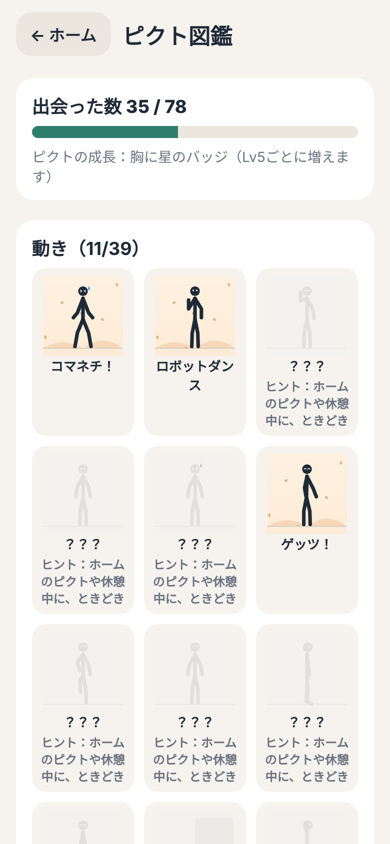 ← ホーム
ピクト図鑑
出会った数 35 / 78
ピクトの成長：胸に星のバッジ（Lv5ごとに増えま
す）
動き（11/39）
コマネチ！
ロボットダン
ス
？？？
ヒント：ホーム
のピクトや休憩
中に、ときどき
？？？
ヒント：ホーム
のピクトや休憩
中に、ときどき
？？？
ヒント：ホーム
のピクトや休憩
中に、ときどき
ゲッツ！
？？？
ヒント：ホーム
のピクトや休憩
中に、ときどき
？？？
ヒント：ホーム
のピクトや休憩
中に、ときどき
？？？
ヒント：ホーム
のピクトや休憩
中に、ときどき